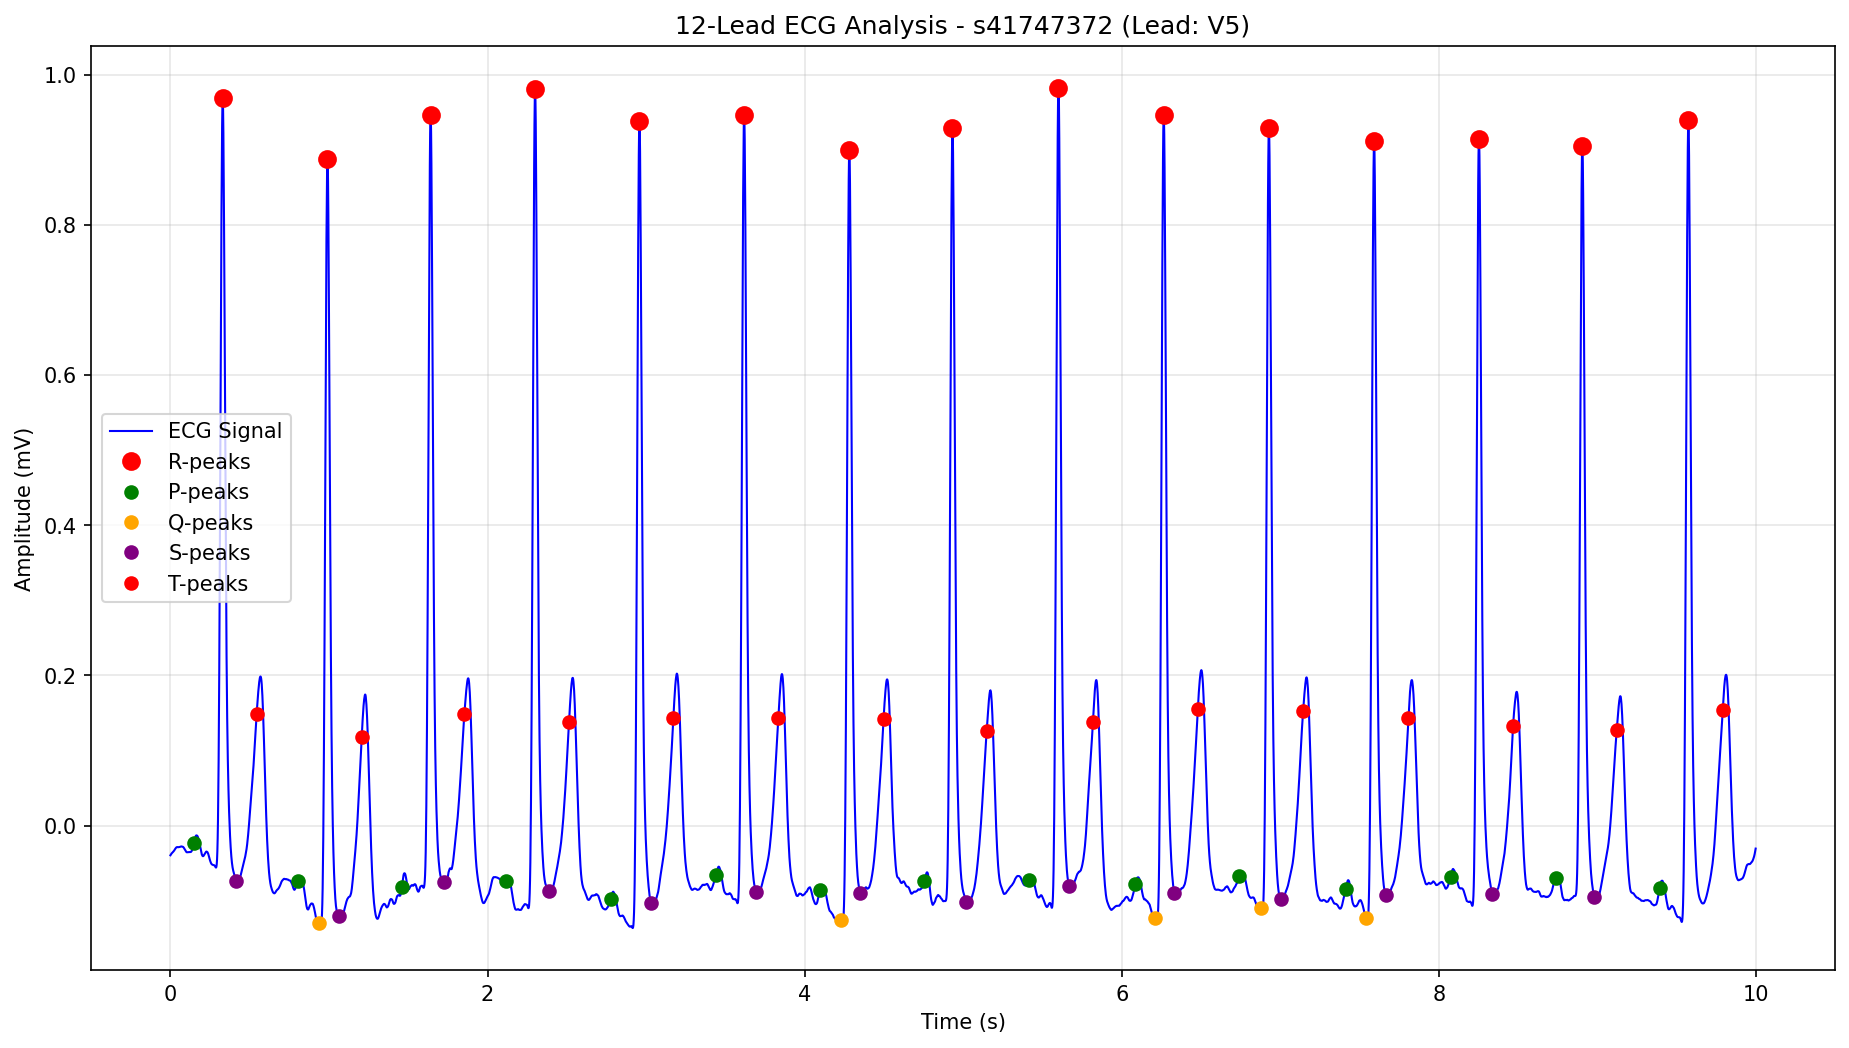 12-Lead ECG Analysis - s41747372 (Lead: V5)
1.0
0.8
0.6
0.4
0.2
0.0
Amplitude (mV)
ECG Signal
R-peaks
P-peaks
Q-peaks
S-peaks
T-peaks
0 2 4 6 8 10
Time (s)